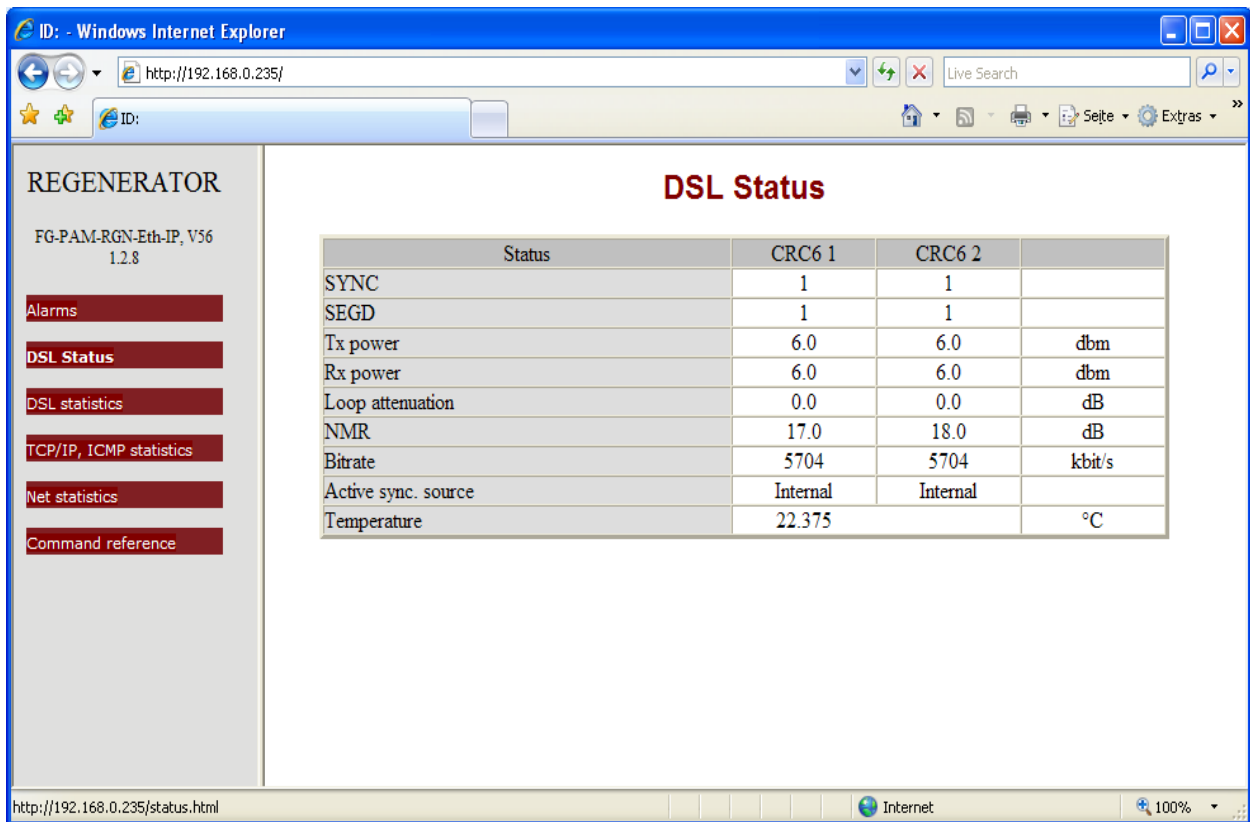 ID: - Windows Internet Explorer
http://192.168.0.235/
Live Search
ID:
Seite
Extras
»
REGENERATOR
FG-PAM-RGN-Eth-IP, V56
1.2.8
Alarms
DSL Status
DSL statistics
TCP/IP, ICMP statistics
Net statistics
Command reference
DSL Status
Status CRC6 1 CRC6 2
SYNC 1 1
SEGD 1 1
Tx power 6.0 6.0 dbm
Rx power 6.0 6.0 dbm
Loop attenuation 0.0 0.0 dB
NMR 17.0 18.0 dB
Bitrate 5704 5704 kbit/s
Active sync. source Internal Internal
Temperature 22.375 °C
http://192.168.0.235/status.html
Internet
100%